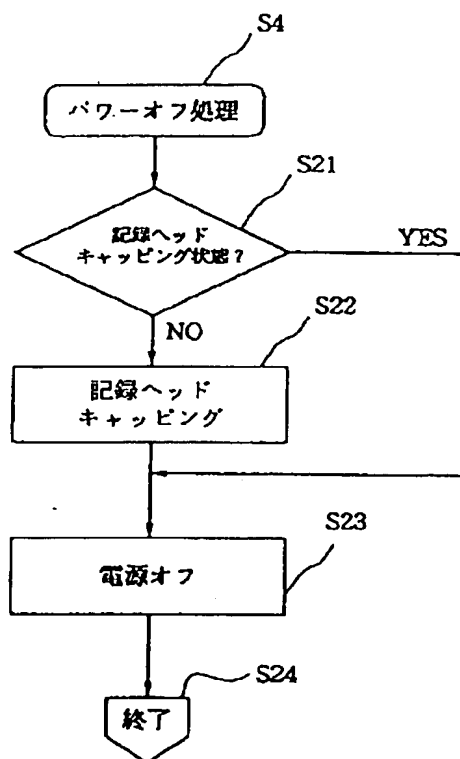 S4
パワーオフ処理
S21
記録ヘッド
キャッピング状態?
YES
NO
S22
記録ヘッド
キャッピング
S23
電源オフ
S24
終了